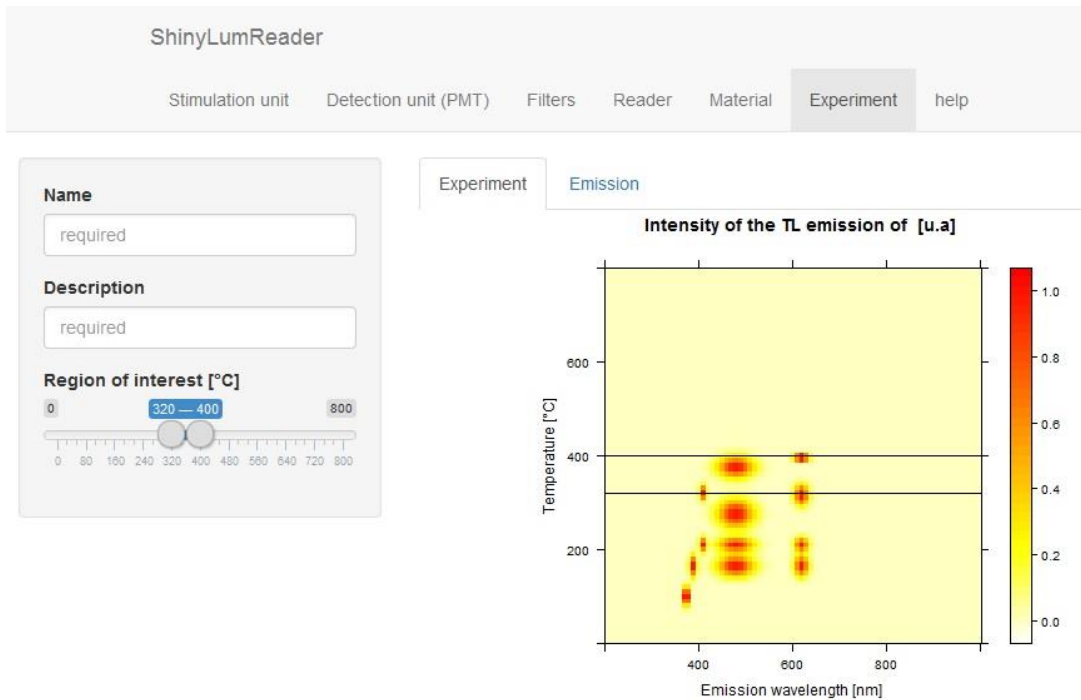 ShinyLumReader
Stimulation unit Detection unit (PMT) Filters Reader Material Experiment help
Name
required
Description
required
Region of interest [°C]
0 320 — 400 800
0 80 160 240 320 400 480 560 640 720 800
Experiment Emission
Intensity of the TL emission of [u.a]
Temperature [°C]
600
400
200
400 600 800
Emission wavelength [nm]
1.0
0.8
0.6
0.4
0.2
0.0